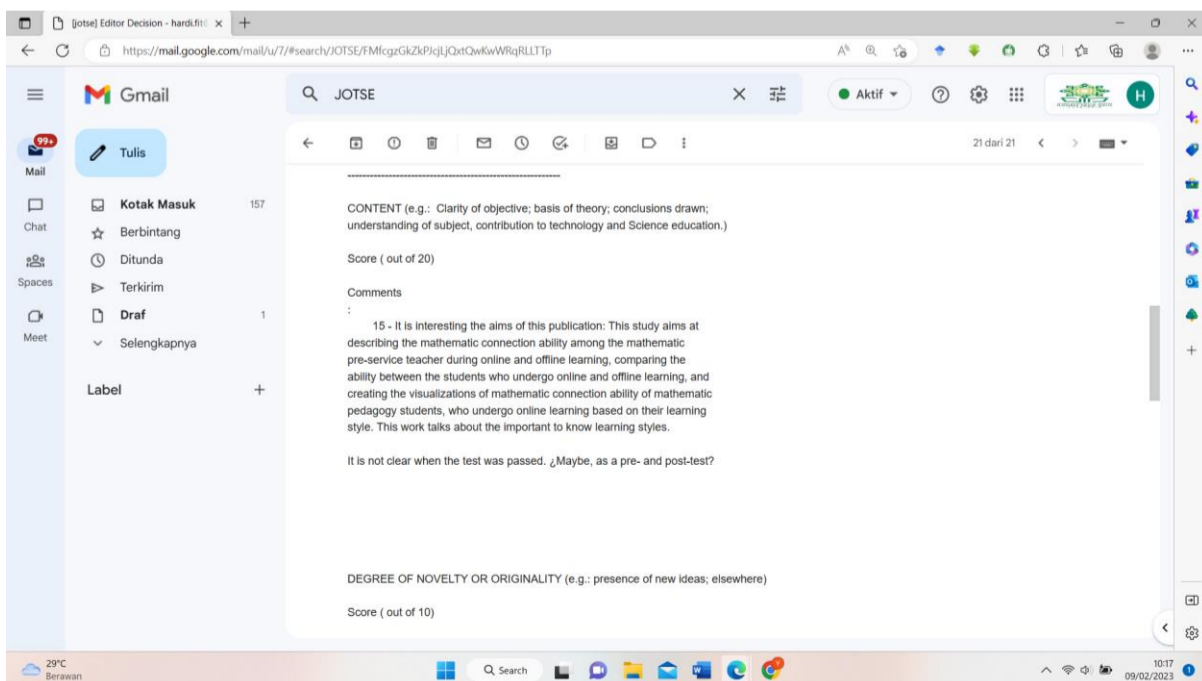 [jotse] Editor Decision - hardi.fit
https://mail.google.com/mail/u/7/#search/JOTSE/FMfcgzGkZkPJcjLjQxtQwKwWRqRLLTTp
Gmail
JOTSE
Aktif
H
99+
Mail
Chat
Spaces
Meet
Tulis
Kotak Masuk 157
Berbintang
Ditunda
Terkirim
Draf 1
Selengkapnya
Label
21 dari 21
------------------------------------------------------------
CONTENT (e.g.: Clarity of objective; basis of theory; conclusions drawn;
understanding of subject, contribution to technology and Science education.)
Score ( out of 20)
Comments
:
15 - It is interesting the aims of this publication: This study aims at
describing the mathematic connection ability among the mathematic
pre-service teacher during online and offline learning, comparing the
ability between the students who undergo online and offline learning, and
creating the visualizations of mathematic connection ability of mathematic
pedagogy students, who undergo online learning based on their learning
style. This work talks about the important to know learning styles.
It is not clear when the test was passed. ¿Maybe, as a pre- and post-test?
DEGREE OF NOVELTY OR ORIGINALITY (e.g.: presence of new ideas; elsewhere)
Score ( out of 10)
29°C
Berawan
Search
10:17
09/02/2023
1